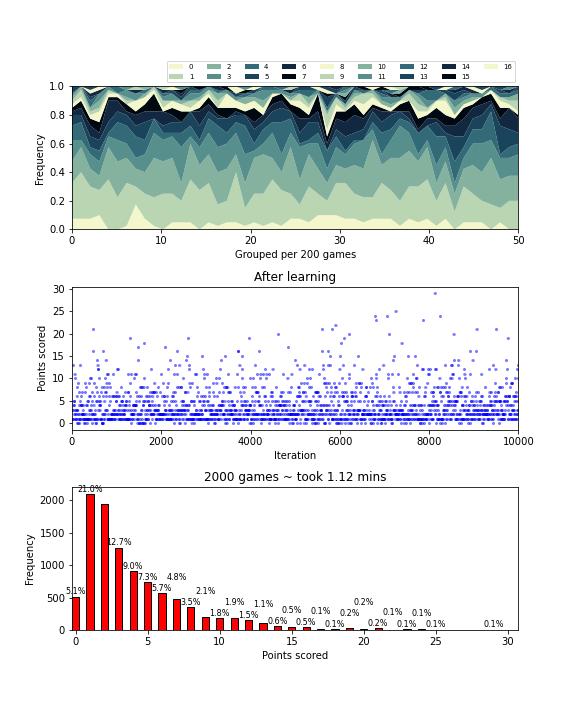 0 2 4 6 8 10 12 14 16
1 3 5 7 9 11 13 15
1.0
0.8
0.6
0.4
0.2
0.0
Frequency
0 10 20 30 40 50
Grouped per 200 games
After learning
30
25
20
15
10
5
0
Points scored
0 2000 4000 6000 8000 10000
Iteration
2000 games ~ took 1.12 mins
2000
1500
1000
500
0
Frequency
5.1% 21.0% 12.7% 9.0% 7.3% 5.7% 4.8% 3.5% 2.1% 1.8% 1.9% 1.5% 1.1% 0.6% 0.5% 0.5% 0.1% 0.1% 0.2% 0.2% 0.2% 0.1% 0.1% 0.1% 0.1% 0.1%
0 5 10 15 20 25 30
Points scored